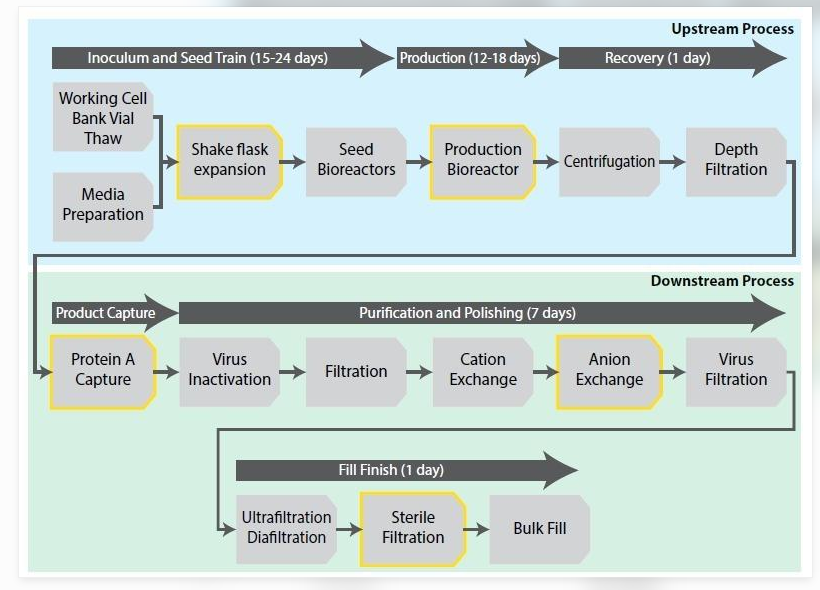 Upstream Process
Inoculum and Seed Train (15-24 days)
Production (12-18 days)
Recovery (1 day)
Working Cell
Bank Vial
Thaw
Media
Preparation
Shake flask
expansion
Seed
Bioreactors
Production
Bioreactor
Centrifugation
Depth
Filtration
Downstream Process
Product Capture
Purification and Polishing (7 days)
Protein A
Capture
Virus
Inactivation
Filtration
Cation
Exchange
Anion
Exchange
Virus
Filtration
Fill Finish (1 day)
Ultrafiltration
Diafiltration
Sterile
Filtration
Bulk Fill